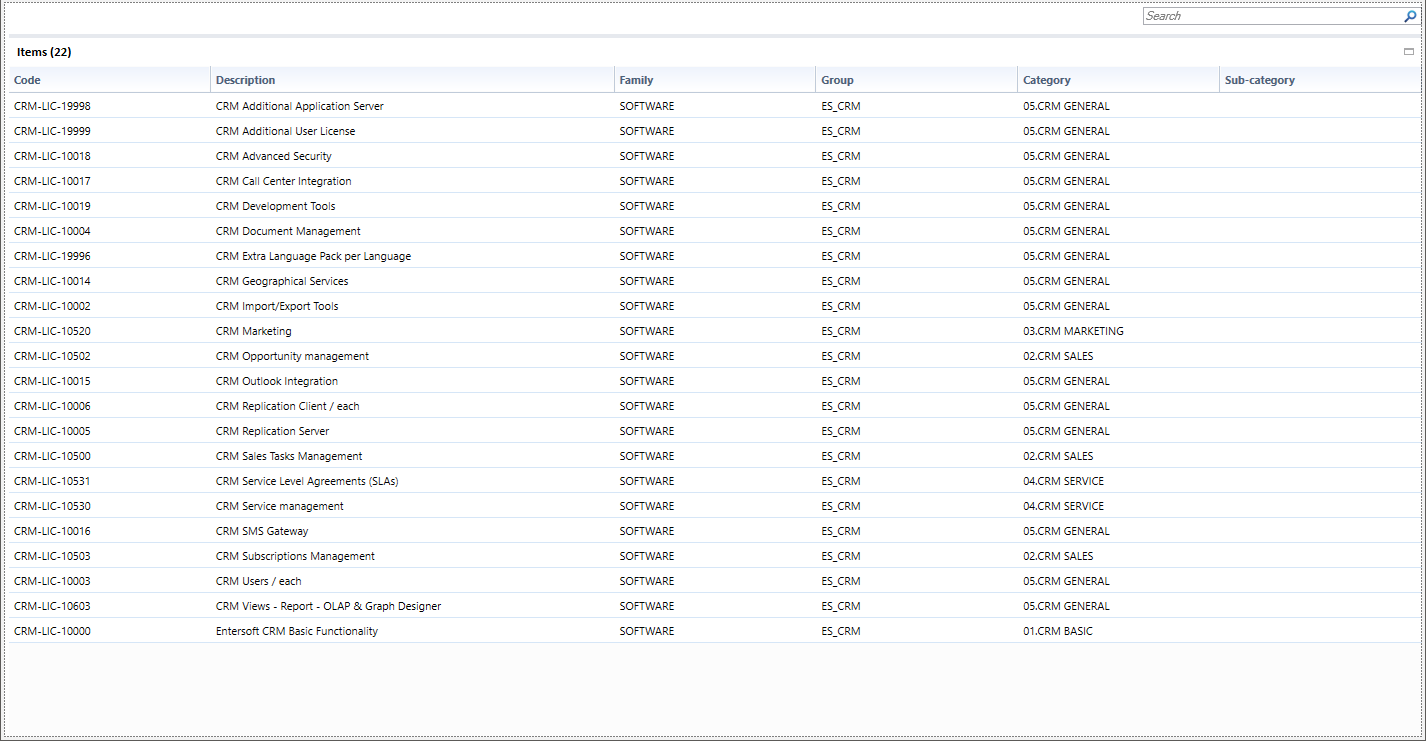 Search
Items (22)
Code Description Family Group Category Sub-category
CRM-LIC-19998 CRM Additional Application Server SOFTWARE ES_CRM 05.CRM GENERAL
CRM-LIC-19999 CRM Additional User License SOFTWARE ES_CRM 05.CRM GENERAL
CRM-LIC-10018 CRM Advanced Security SOFTWARE ES_CRM 05.CRM GENERAL
CRM-LIC-10017 CRM Call Center Integration SOFTWARE ES_CRM 05.CRM GENERAL
CRM-LIC-10019 CRM Development Tools SOFTWARE ES_CRM 05.CRM GENERAL
CRM-LIC-10004 CRM Document Management SOFTWARE ES_CRM 05.CRM GENERAL
CRM-LIC-19996 CRM Extra Language Pack per Language SOFTWARE ES_CRM 05.CRM GENERAL
CRM-LIC-10014 CRM Geographical Services SOFTWARE ES_CRM 05.CRM GENERAL
CRM-LIC-10002 CRM Import/Export Tools SOFTWARE ES_CRM 05.CRM GENERAL
CRM-LIC-10520 CRM Marketing SOFTWARE ES_CRM 03.CRM MARKETING
CRM-LIC-10502 CRM Opportunity management SOFTWARE ES_CRM 02.CRM SALES
CRM-LIC-10015 CRM Outlook Integration SOFTWARE ES_CRM 05.CRM GENERAL
CRM-LIC-10006 CRM Replication Client / each SOFTWARE ES_CRM 05.CRM GENERAL
CRM-LIC-10005 CRM Replication Server SOFTWARE ES_CRM 05.CRM GENERAL
CRM-LIC-10500 CRM Sales Tasks Management SOFTWARE ES_CRM 02.CRM SALES
CRM-LIC-10531 CRM Service Level Agreements (SLAs) SOFTWARE ES_CRM 04.CRM SERVICE
CRM-LIC-10530 CRM Service management SOFTWARE ES_CRM 04.CRM SERVICE
CRM-LIC-10016 CRM SMS Gateway SOFTWARE ES_CRM 05.CRM GENERAL
CRM-LIC-10503 CRM Subscriptions Management SOFTWARE ES_CRM 02.CRM SALES
CRM-LIC-10003 CRM Users / each SOFTWARE ES_CRM 05.CRM GENERAL
CRM-LIC-10603 CRM Views - Report - OLAP & Graph Designer SOFTWARE ES_CRM 05.CRM GENERAL
CRM-LIC-10000 Entersoft CRM Basic Functionality SOFTWARE ES_CRM 01.CRM BASIC